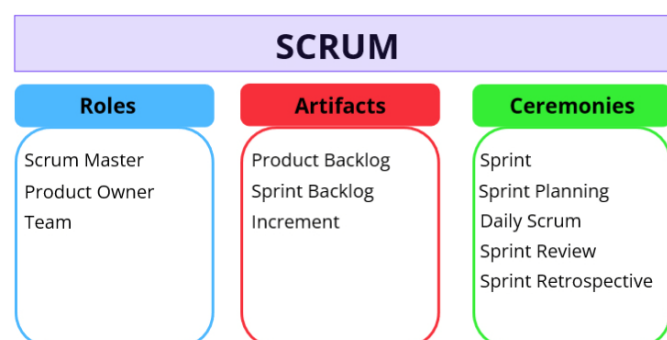 SCRUM
Roles
Scrum Master
Product Owner
Team
Artifacts
Product Backlog
Sprint Backlog
Increment
Ceremonies
Sprint
Sprint Planning
Daily Scrum
Sprint Review
Sprint Retrospective